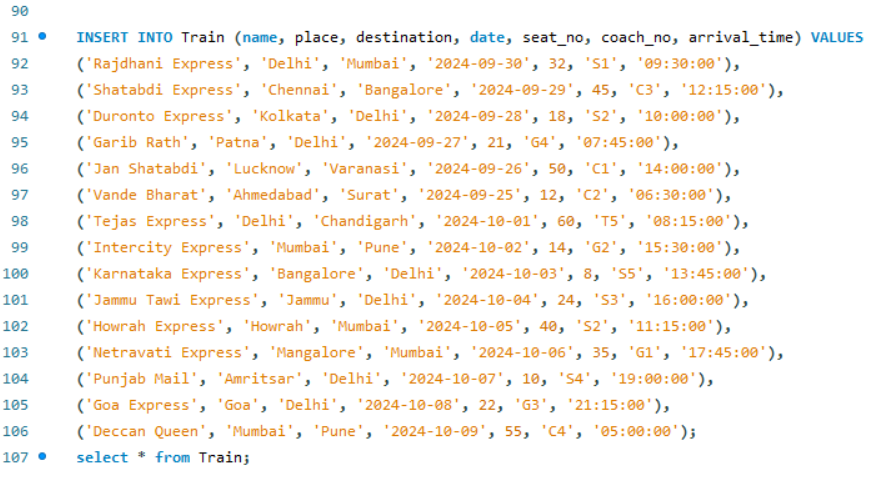 90
91 INSERT INTO Train (name, place, destination, date, seat_no, coach_no, arrival_time) VALUES
92 ('Rajdhani Express', 'Delhi', 'Mumbai', '2024-09-30', 32, 'S1', '09:30:00'),
93 ('Shatabdi Express', 'Chennai', 'Bangalore', '2024-09-29', 45, 'C3', '12:15:00'),
94 ('Duronto Express', 'Kolkata', 'Delhi', '2024-09-28', 18, 'S2', '10:00:00'),
95 ('Garib Rath', 'Patna', 'Delhi', '2024-09-27', 21, 'G4', '07:45:00'),
96 ('Jan Shatabdi', 'Lucknow', 'Varanasi', '2024-09-26', 50, 'C1', '14:00:00'),
97 ('Vande Bharat', 'Ahmedabad', 'Surat', '2024-09-25', 12, 'C2', '06:30:00'),
98 ('Tejas Express', 'Delhi', 'Chandigarh', '2024-10-01', 60, 'T5', '08:15:00'),
99 ('Intercity Express', 'Mumbai', 'Pune', '2024-10-02', 14, 'G2', '15:30:00'),
100 ('Karnataka Express', 'Bangalore', 'Delhi', '2024-10-03', 8, 'S5', '13:45:00'),
101 ('Jammu Tawi Express', 'Jammu', 'Delhi', '2024-10-04', 24, 'S3', '16:00:00'),
102 ('Howrah Express', 'Howrah', 'Mumbai', '2024-10-05', 40, 'S2', '11:15:00'),
103 ('Netravati Express', 'Mangalore', 'Mumbai', '2024-10-06', 35, 'G1', '17:45:00'),
104 ('Punjab Mail', 'Amritsar', 'Delhi', '2024-10-07', 10, 'S4', '19:00:00'),
105 ('Goa Express', 'Goa', 'Delhi', '2024-10-08', 22, 'G3', '21:15:00'),
106 ('Deccan Queen', 'Mumbai', 'Pune', '2024-10-09', 55, 'C4', '05:00:00');
107 select * from Train;